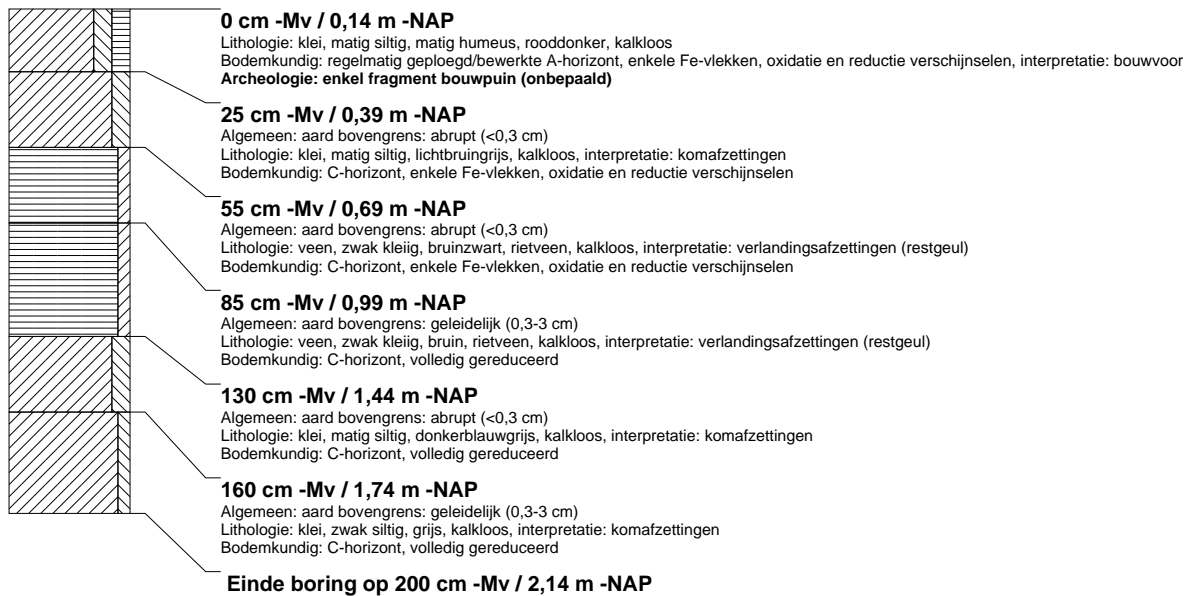 0 cm -Mv / 0,14 m -NAP
Lithologie: klei, matig siltig, matig humeus, rooddonker, kalkloos
Bodemkundig: regelmatig geploegd/bewerkte A-horizont, enkele Fe-vlekken, oxidatie en reductie verschijnselen, interpretatie: bouwvoor
Archeologie: enkel fragment bouwpuin (onbepaald)
25 cm -Mv / 0,39 m -NAP
Algemeen: aard bovengrens: abrupt (<0,3 cm)
Lithologie: klei, matig siltig, lichtbruingrijs, kalkloos, interpretatie: komafzettingen
Bodemkundig: C-horizont, enkele Fe-vlekken, oxidatie en reductie verschijnselen
55 cm -Mv / 0,69 m -NAP
Algemeen: aard bovengrens: abrupt (<0,3 cm)
Lithologie: veen, zwak kleiig, bruinzwart, rietveen, kalkloos, interpretatie: verlandingsafzettingen (restgeul)
Bodemkundig: C-horizont, enkele Fe-vlekken, oxidatie en reductie verschijnselen
85 cm -Mv / 0,99 m -NAP
Algemeen: aard bovengrens: geleidelijk (0,3-3 cm)
Lithologie: veen, zwak kleiig, bruin, rietveen, kalkloos, interpretatie: verlandingsafzettingen (restgeul)
Bodemkundig: C-horizont, volledig gereduceerd
130 cm -Mv / 1,44 m -NAP
Algemeen: aard bovengrens: abrupt (<0,3 cm)
Lithologie: klei, matig siltig, donkerblauwgrijs, kalkloos, interpretatie: komafzettingen
Bodemkundig: C-horizont, volledig gereduceerd
160 cm -Mv / 1,74 m -NAP
Algemeen: aard bovengrens: geleidelijk (0,3-3 cm)
Lithologie: klei, zwak siltig, grijs, kalkloos, interpretatie: komafzettingen
Bodemkundig: C-horizont, volledig gereduceerd
Einde boring op 200 cm -Mv / 2,14 m -NAP